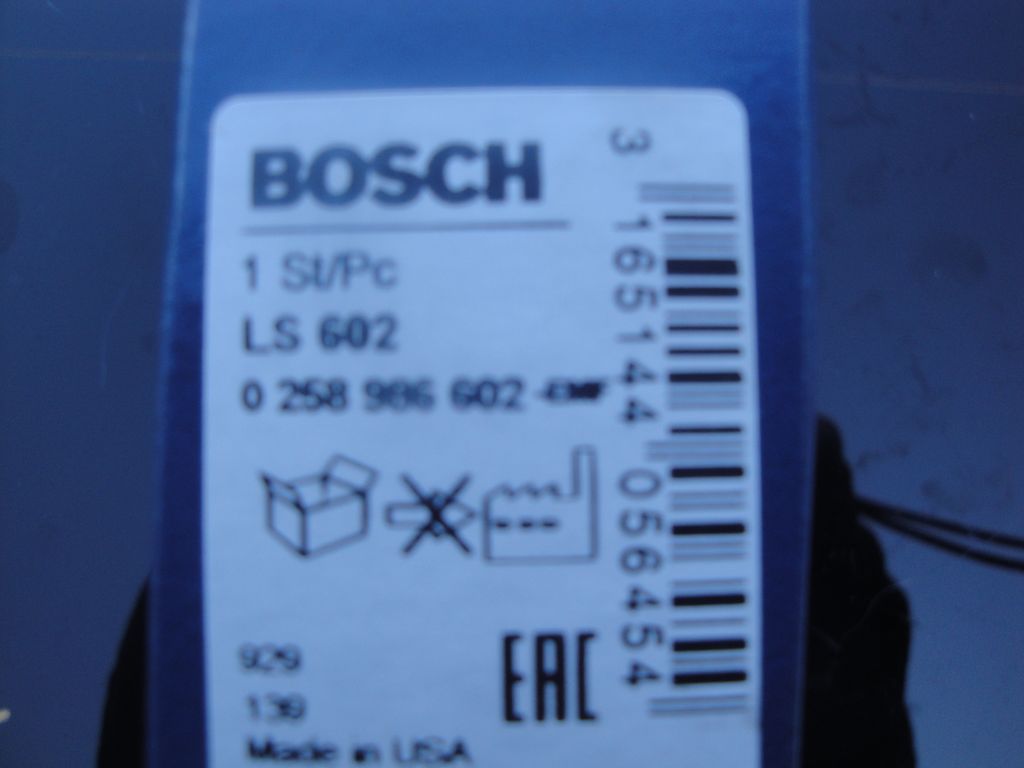 BOSCH
1 St/Pc
LS 602
0 258 986 602
929
139
Made in USA
EAC
3 165144 056454